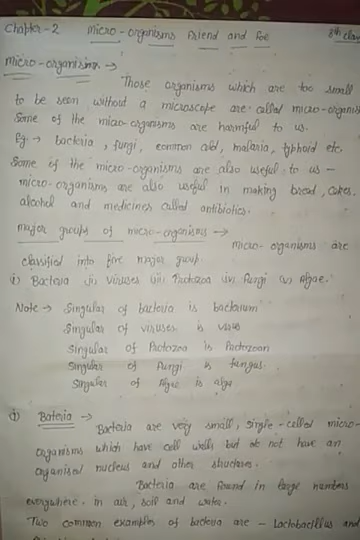 Chapter-2 Micro-organisms Friend and Foe 8th class
Micro-organism →
Those organisms which are too small
to be seen without a microscope are called micro-organism
Some of the micro-organisms are harmful to us.
Eg → bacteria, fungi, common cold, malaria, typhoid etc.
Some of the micro-organisms are also useful to us -
micro-organisms are also useful in making bread, cakes,
alcohol and medicines called antibiotics.
major groups of micro-organisms →
micro-organisms are
classified into five major group.
(i) Bacteria (ii) viruses (iii) Protozoa (iv) Fungi (v) Algae.
Note → Singular of bacteria is bacterium
Singular of viruses is virus
Singular of Protozoa is Protozoan
Singular of Fungi is fungus.
Singular of Algae is alga
(i) Bateria →
Bacteria are very small, single-celled micro-
organisms which have cell walls but do not have an
organised nucleus and other structures.
Bacteria are found in large numbers
everywhere in air, soil and water.
Two common examples of bacteria are - Lactobacillus and